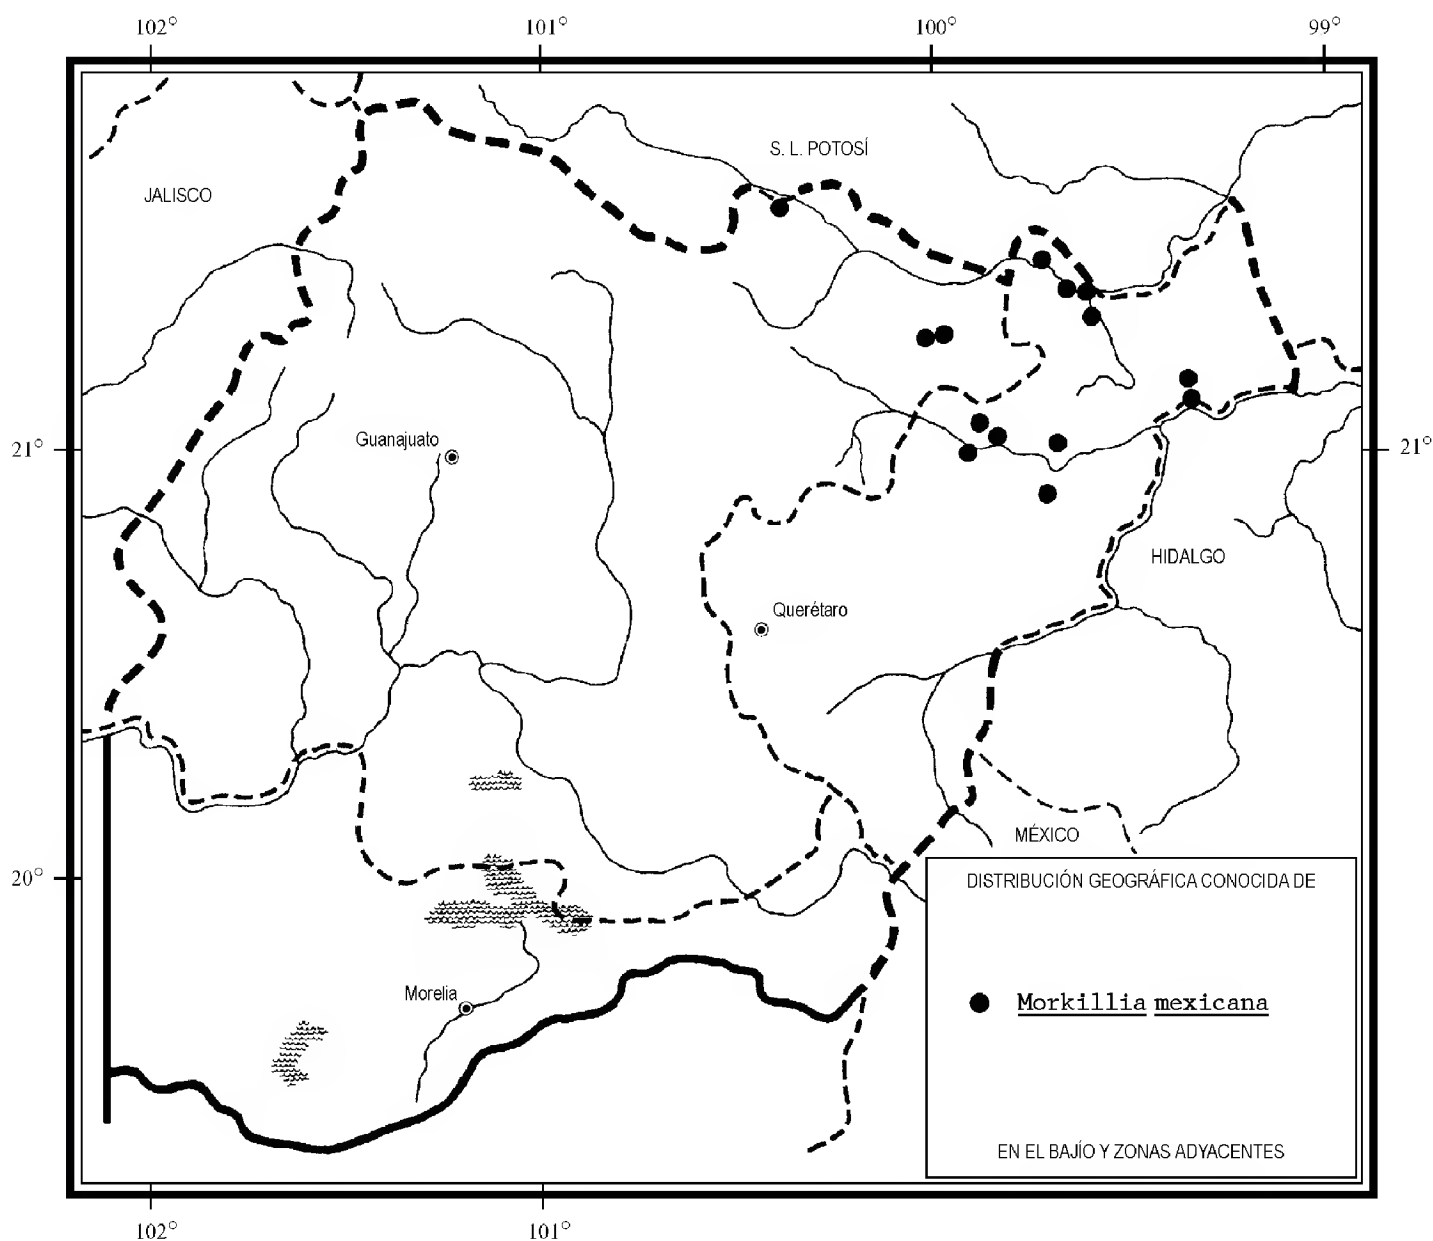 102° 101° 100° 99°
S. L. POTOSÍ
JALISCO
Guanajuato
21° 21°
HIDALGO
Querétaro
MÉXICO
20°
DISTRIBUCIÓN GEOGRÁFICA CONOCIDA DE
Morelia
Morkillia mexicana
EN EL BAJÍO Y ZONAS ADYACENTES
102° 101°